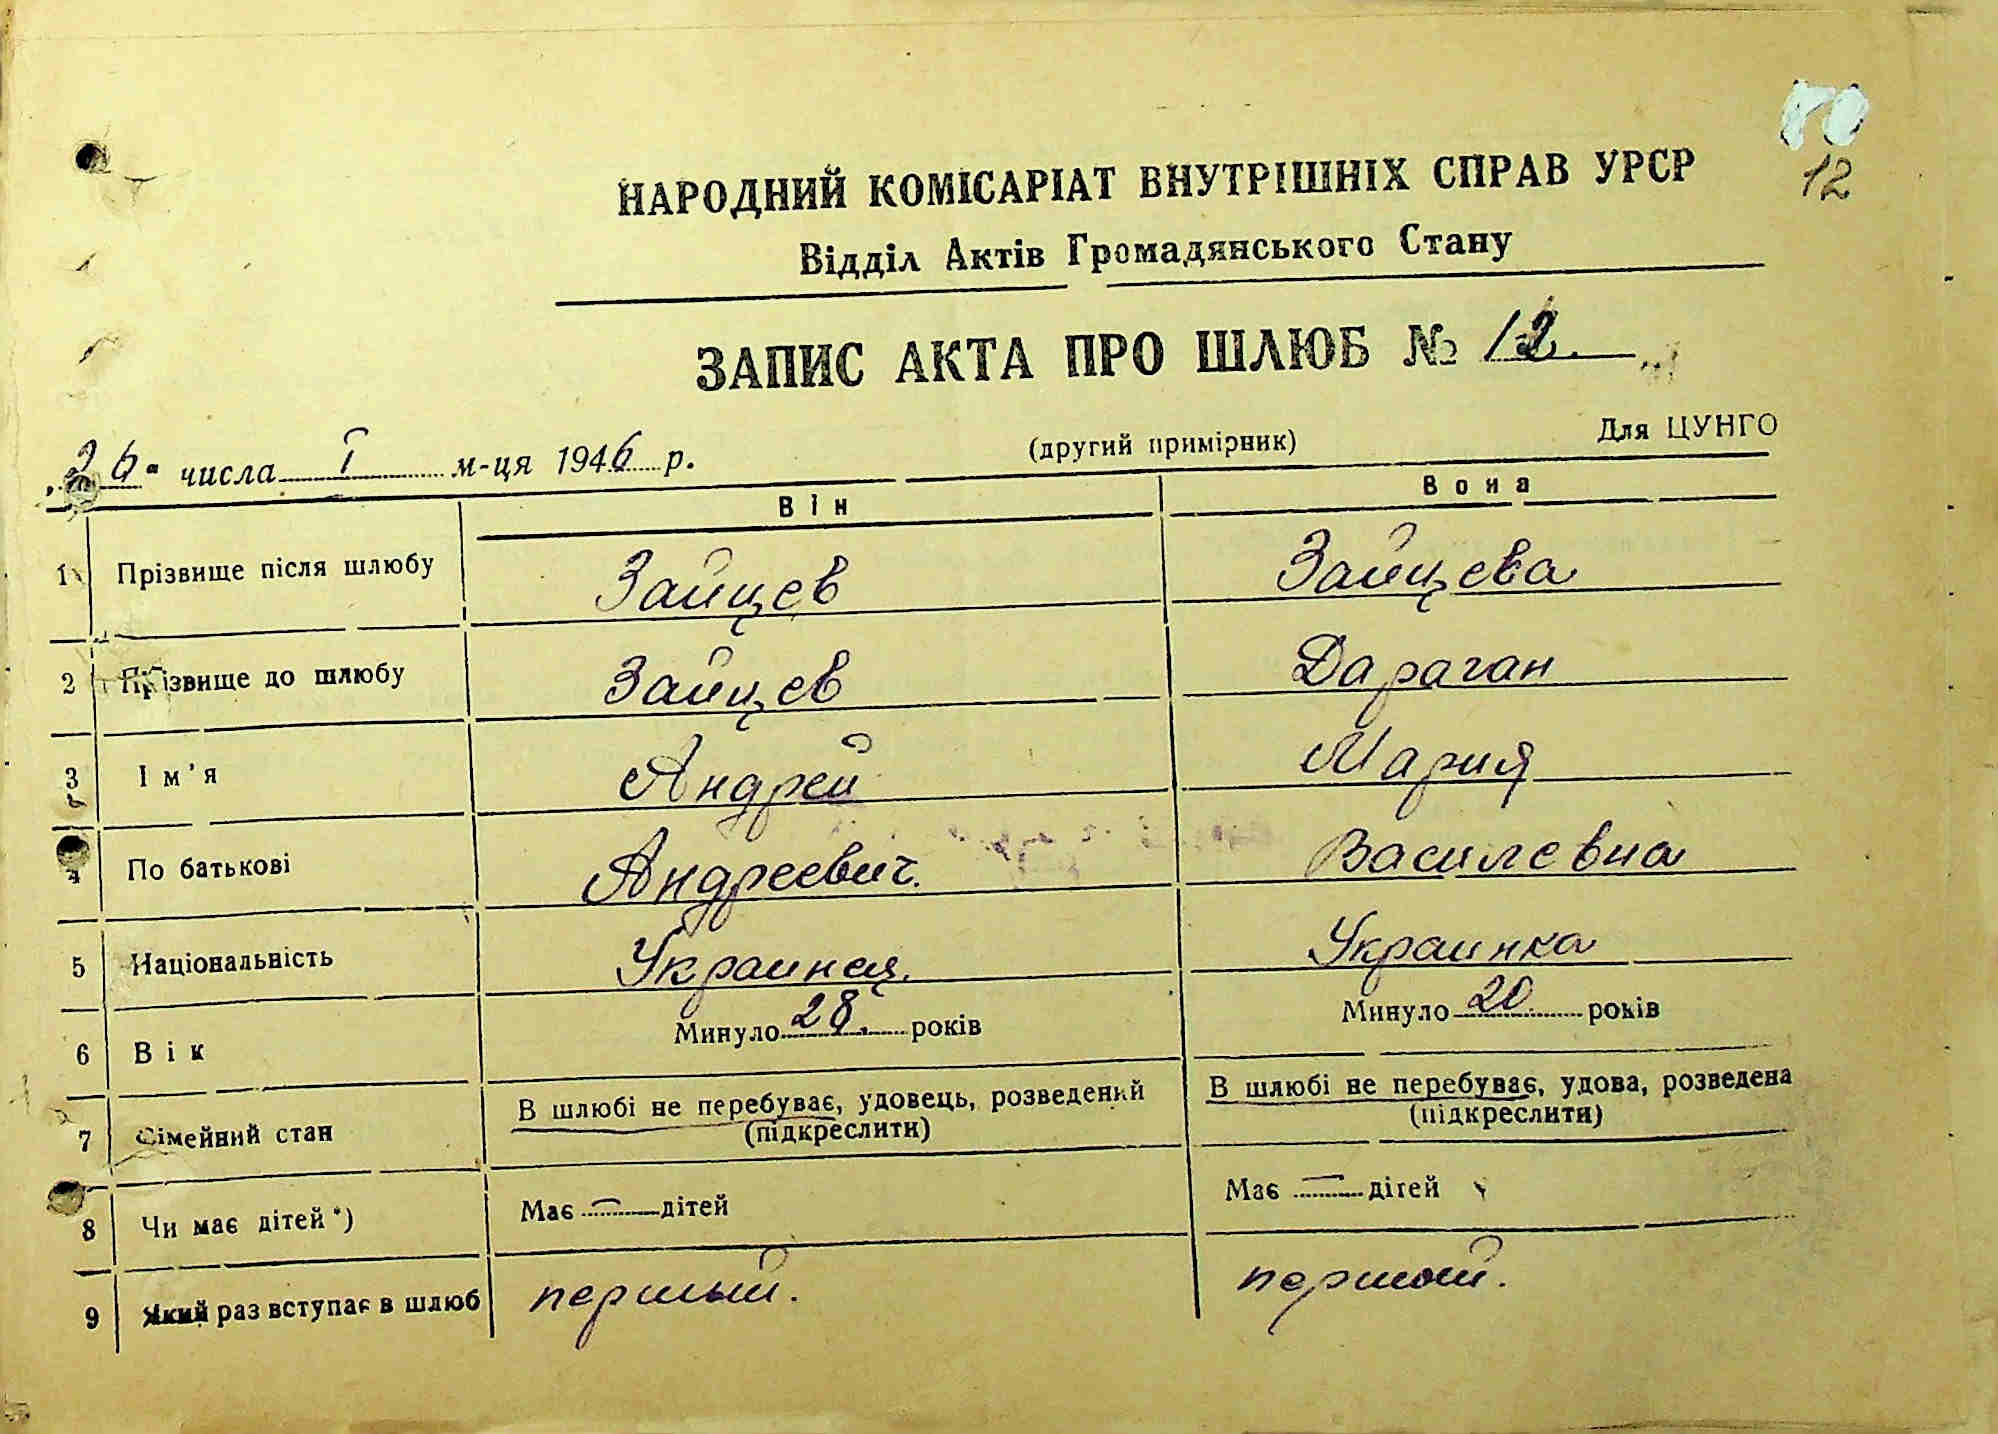 12
НАРОДНИЙ КОМІСАРІАТ ВНУТРІШНІХ СПРАВ УРСР
Відділ Актів Громадянського Стану
ЗАПИС АКТА ПРО ШЛЮБ № 12.
„26" числа I м-ця 1946 р. (другий примірник) Для ЦУНГО
Він Вона
1 Прізвище після шлюбу Зайцев Зайцева
2 Прізвище до шлюбу Зайцев Дараган
3 Ім'я Андрей Мария
4 По батькові Андреевич. Василевна
5 Національність Украинец. Украинка
6 Вік Минуло 28. років Минуло 20 років
7 Сімейний стан В шлюбі не перебуває, удовець, розведений (підкреслити) В шлюбі не перебуває, удова, розведена (підкреслити)
8 Чи має дітей*) Має — дітей Має — дітей
9 Який раз вступає в шлюб першый. першый.